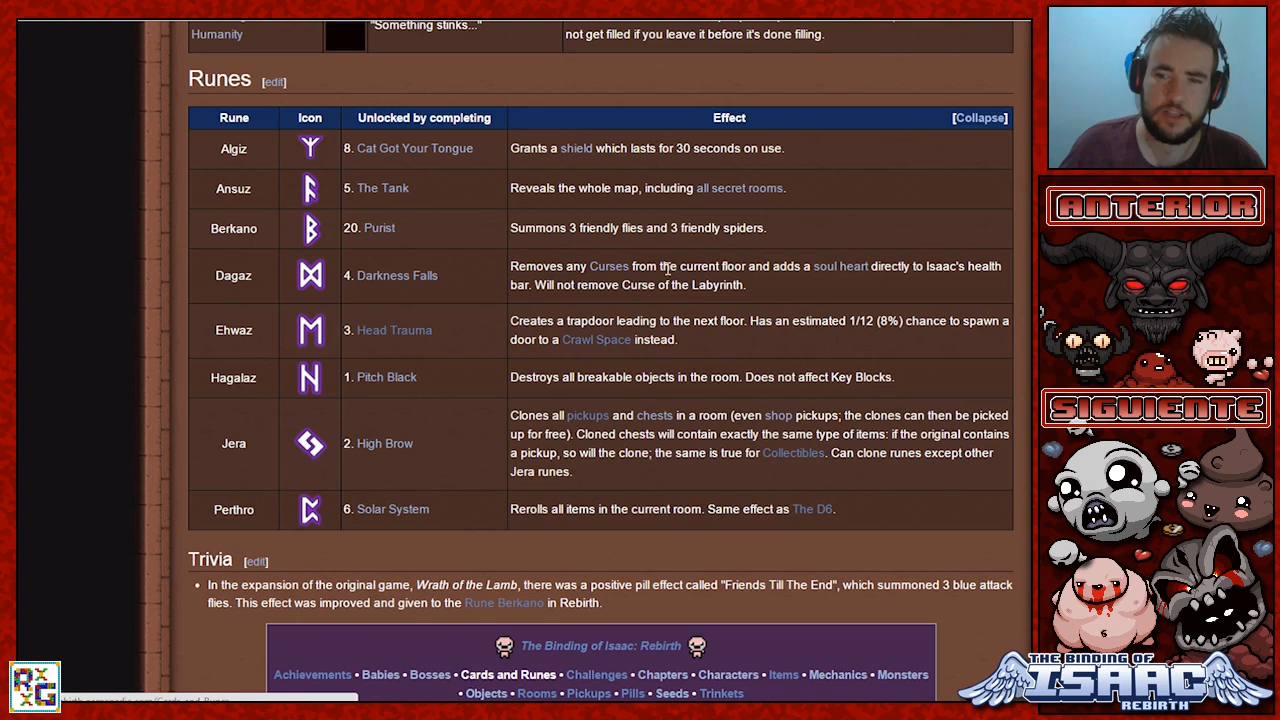 "Something stinks..."
Humanity
not get filled if you leave it before it's done filling.
Runes [edit]
Rune Icon Unlocked by completing Effect [Collapse]
Algiz 8. Cat Got Your Tongue Grants a shield which lasts for 30 seconds on use.
Ansuz 5. The Tank Reveals the whole map, including all secret rooms.
Berkano 20. Purist Summons 3 friendly flies and 3 friendly spiders.
Dagaz 4. Darkness Falls Removes any Curses from the current floor and adds a soul heart directly to Isaac's health
bar. Will not remove Curse of the Labyrinth.
Ehwaz 3. Head Trauma Creates a trapdoor leading to the next floor. Has an estimated 1/12 (8%) chance to spawn a
door to a Crawl Space instead.
Hagalaz 1. Pitch Black Destroys all breakable objects in the room. Does not affect Key Blocks.
Jera 2. High Brow Clones all pickups and chests in a room (even shop pickups; the clones can then be picked
up for free). Cloned chests will contain exactly the same type of items: if the original contains
a pickup, so will the clone; the same is true for Collectibles. Can clone runes except other
Jera runes.
Perthro 6. Solar System Rerolls all items in the current room. Same effect as The D6.
Trivia [edit]
• In the expansion of the original game, Wrath of the Lamb, there was a positive pill effect called "Friends Till The End", which summoned 3 blue attack
flies. This effect was improved and given to the Rune Berkano in Rebirth.
The Binding of Isaac: Rebirth
Achievements • Babies • Bosses • Cards and Runes • Challenges • Chapters • Characters • Items • Mechanics • Monsters
• Objects • Rooms • Pickups • Pills • Seeds • Trinkets
ANTERIOR
SIGUIENTE
THE BINDING OF
ISAAC
REBIRTH
RxxG